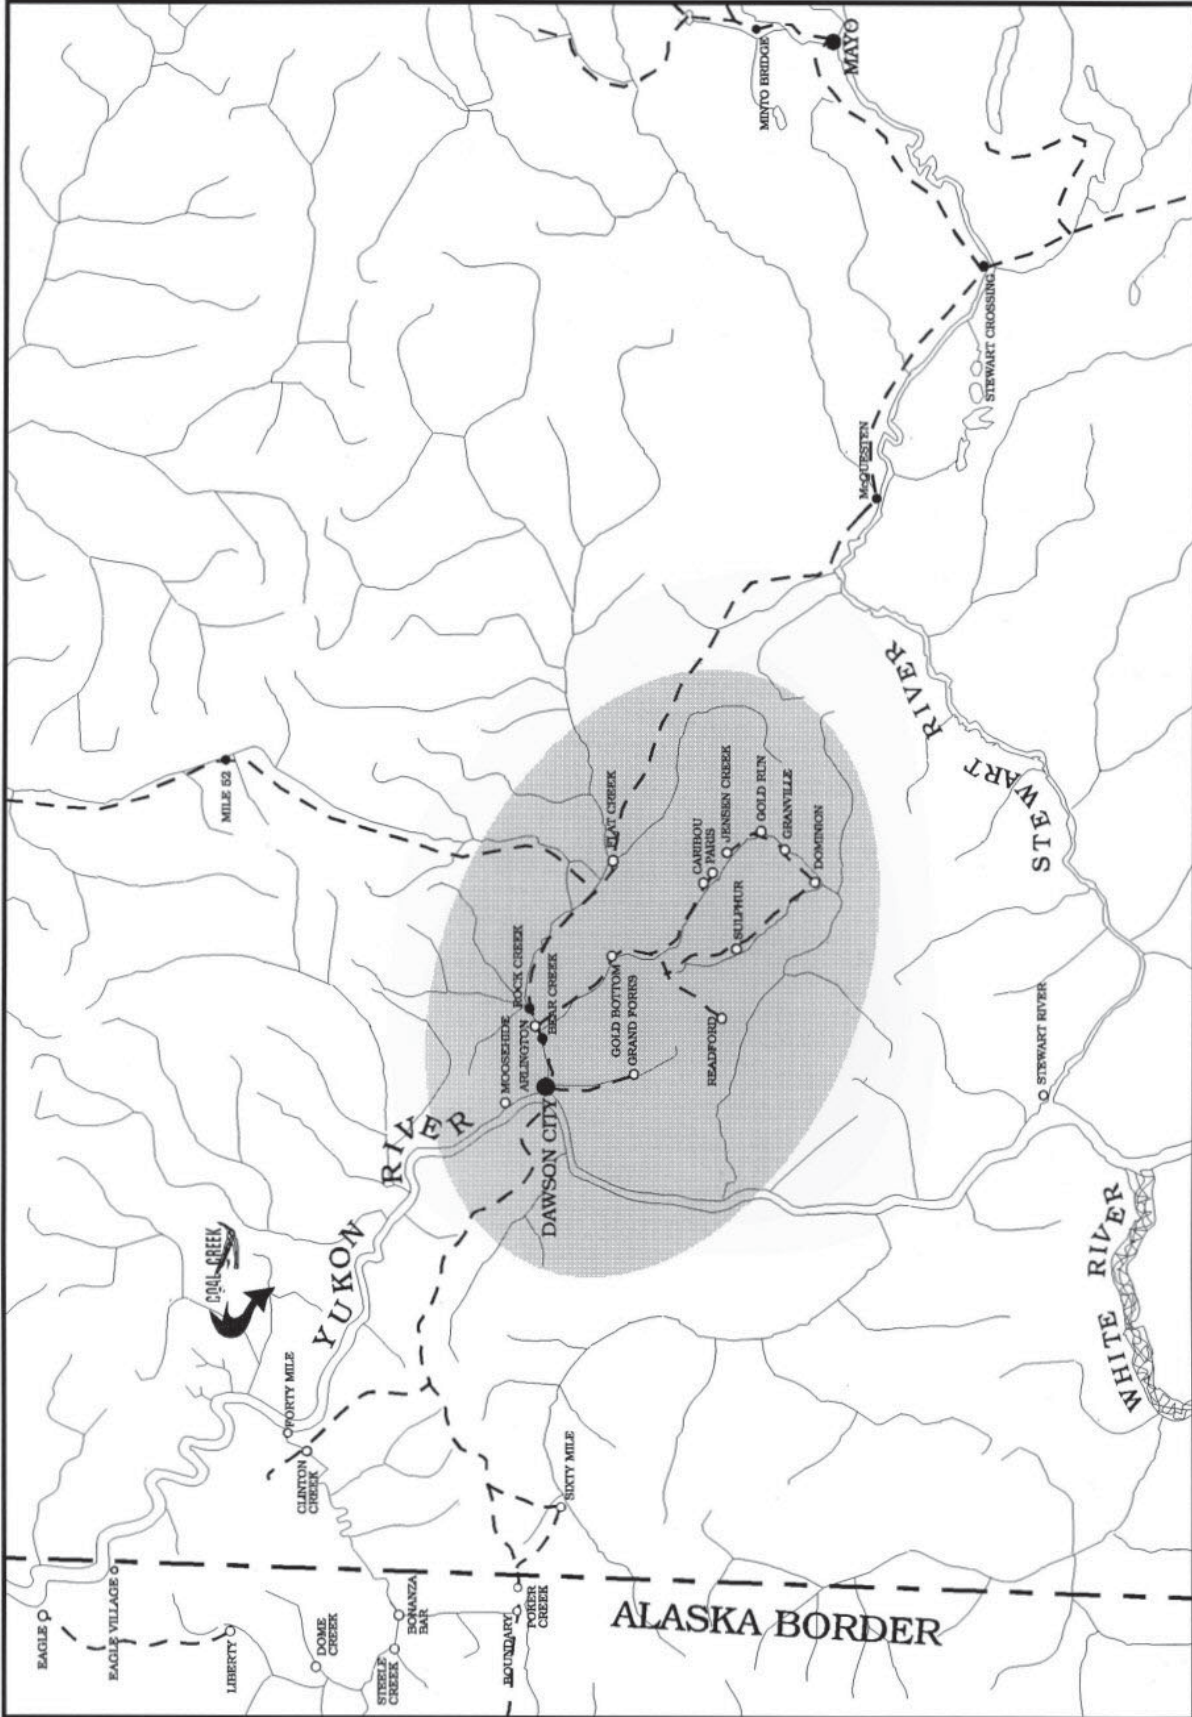 EAGLE
EAGLE VILLAGE
LIBERTY
DOME
CREEK
STEELE
CREEK
BONANZA
BAR
BOUNDARY
POKER
CREEK
ALASKA BORDER
CLINTON
CREEK
FORTY MILE
SIXTY MILE
COAL CREEK
YUKON RIVER
DAWSON CITY
MOOSEHIDE
ARLINGTON
ROCK CREEK
BEAR CREEK
GOLD BOTTOM
GRAND FORKS
READFORD
SULPHUR
CARIBOU
PARIS
JENSEN CREEK
GOLD RUN
GRANVILLE
DOMINION
FLAT CREEK
MILE 52
WHITE RIVER
STEWART RIVER
STEWART RIVER
McQUESTEN
STEWART CROSSING
MINTO BRIDGE
MAYO